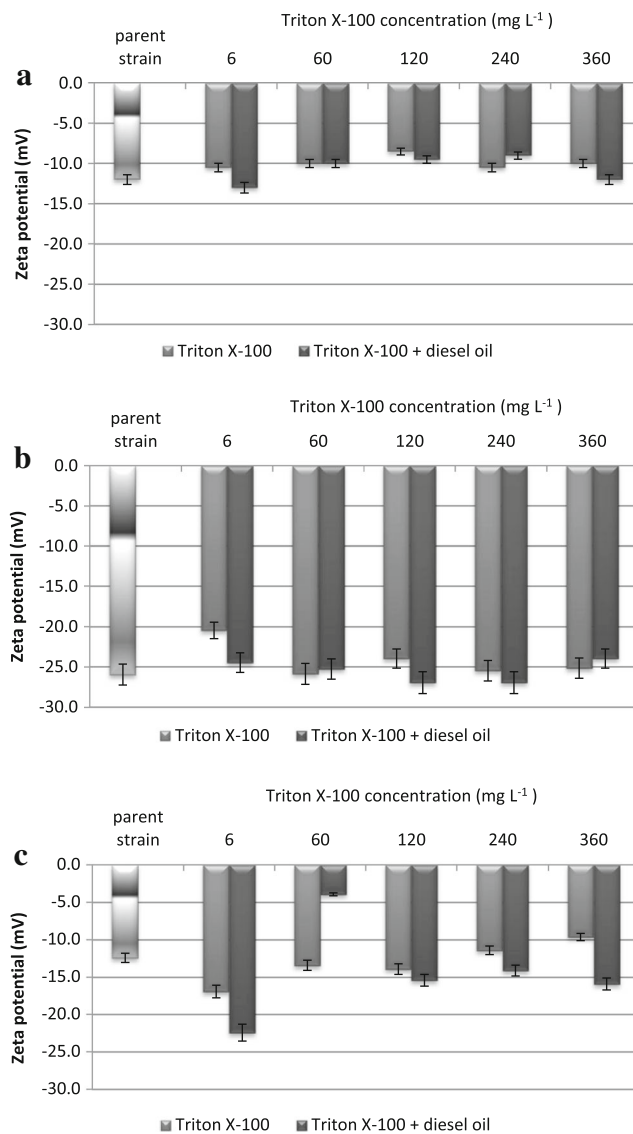 Triton X-100 concentration (mg L-1 )
parent strain
6 60 120 240 360
a
Zeta potential (mV)
0.0
-5.0
-10.0
-15.0
-20.0
-25.0
-30.0
Triton X-100 Triton X-100 + diesel oil
Triton X-100 concentration (mg L-1 )
parent strain
6 60 120 240 360
b
Zeta potential (mV)
0.0
-5.0
-10.0
-15.0
-20.0
-25.0
-30.0
Triton X-100 Triton X-100 + diesel oil
Triton X-100 concentration (mg L-1 )
parent strain
6 60 120 240 360
c
Zeta potential (mV)
0.0
-5.0
-10.0
-15.0
-20.0
-25.0
-30.0
Triton X-100 Triton X-100 + diesel oil